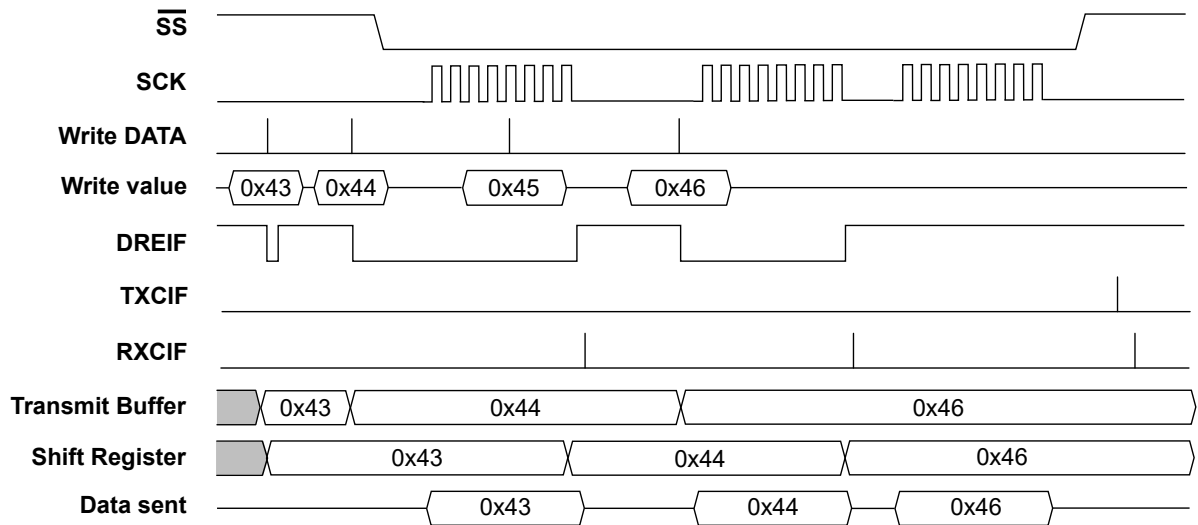 SS
SCK
Write DATA
Write value 0x43 0x44 0x45 0x46
DREIF
TXCIF
RXCIF
Transmit Buffer 0x43 0x44 0x46
Shift Register 0x43 0x44 0x46
Data sent 0x43 0x44 0x46